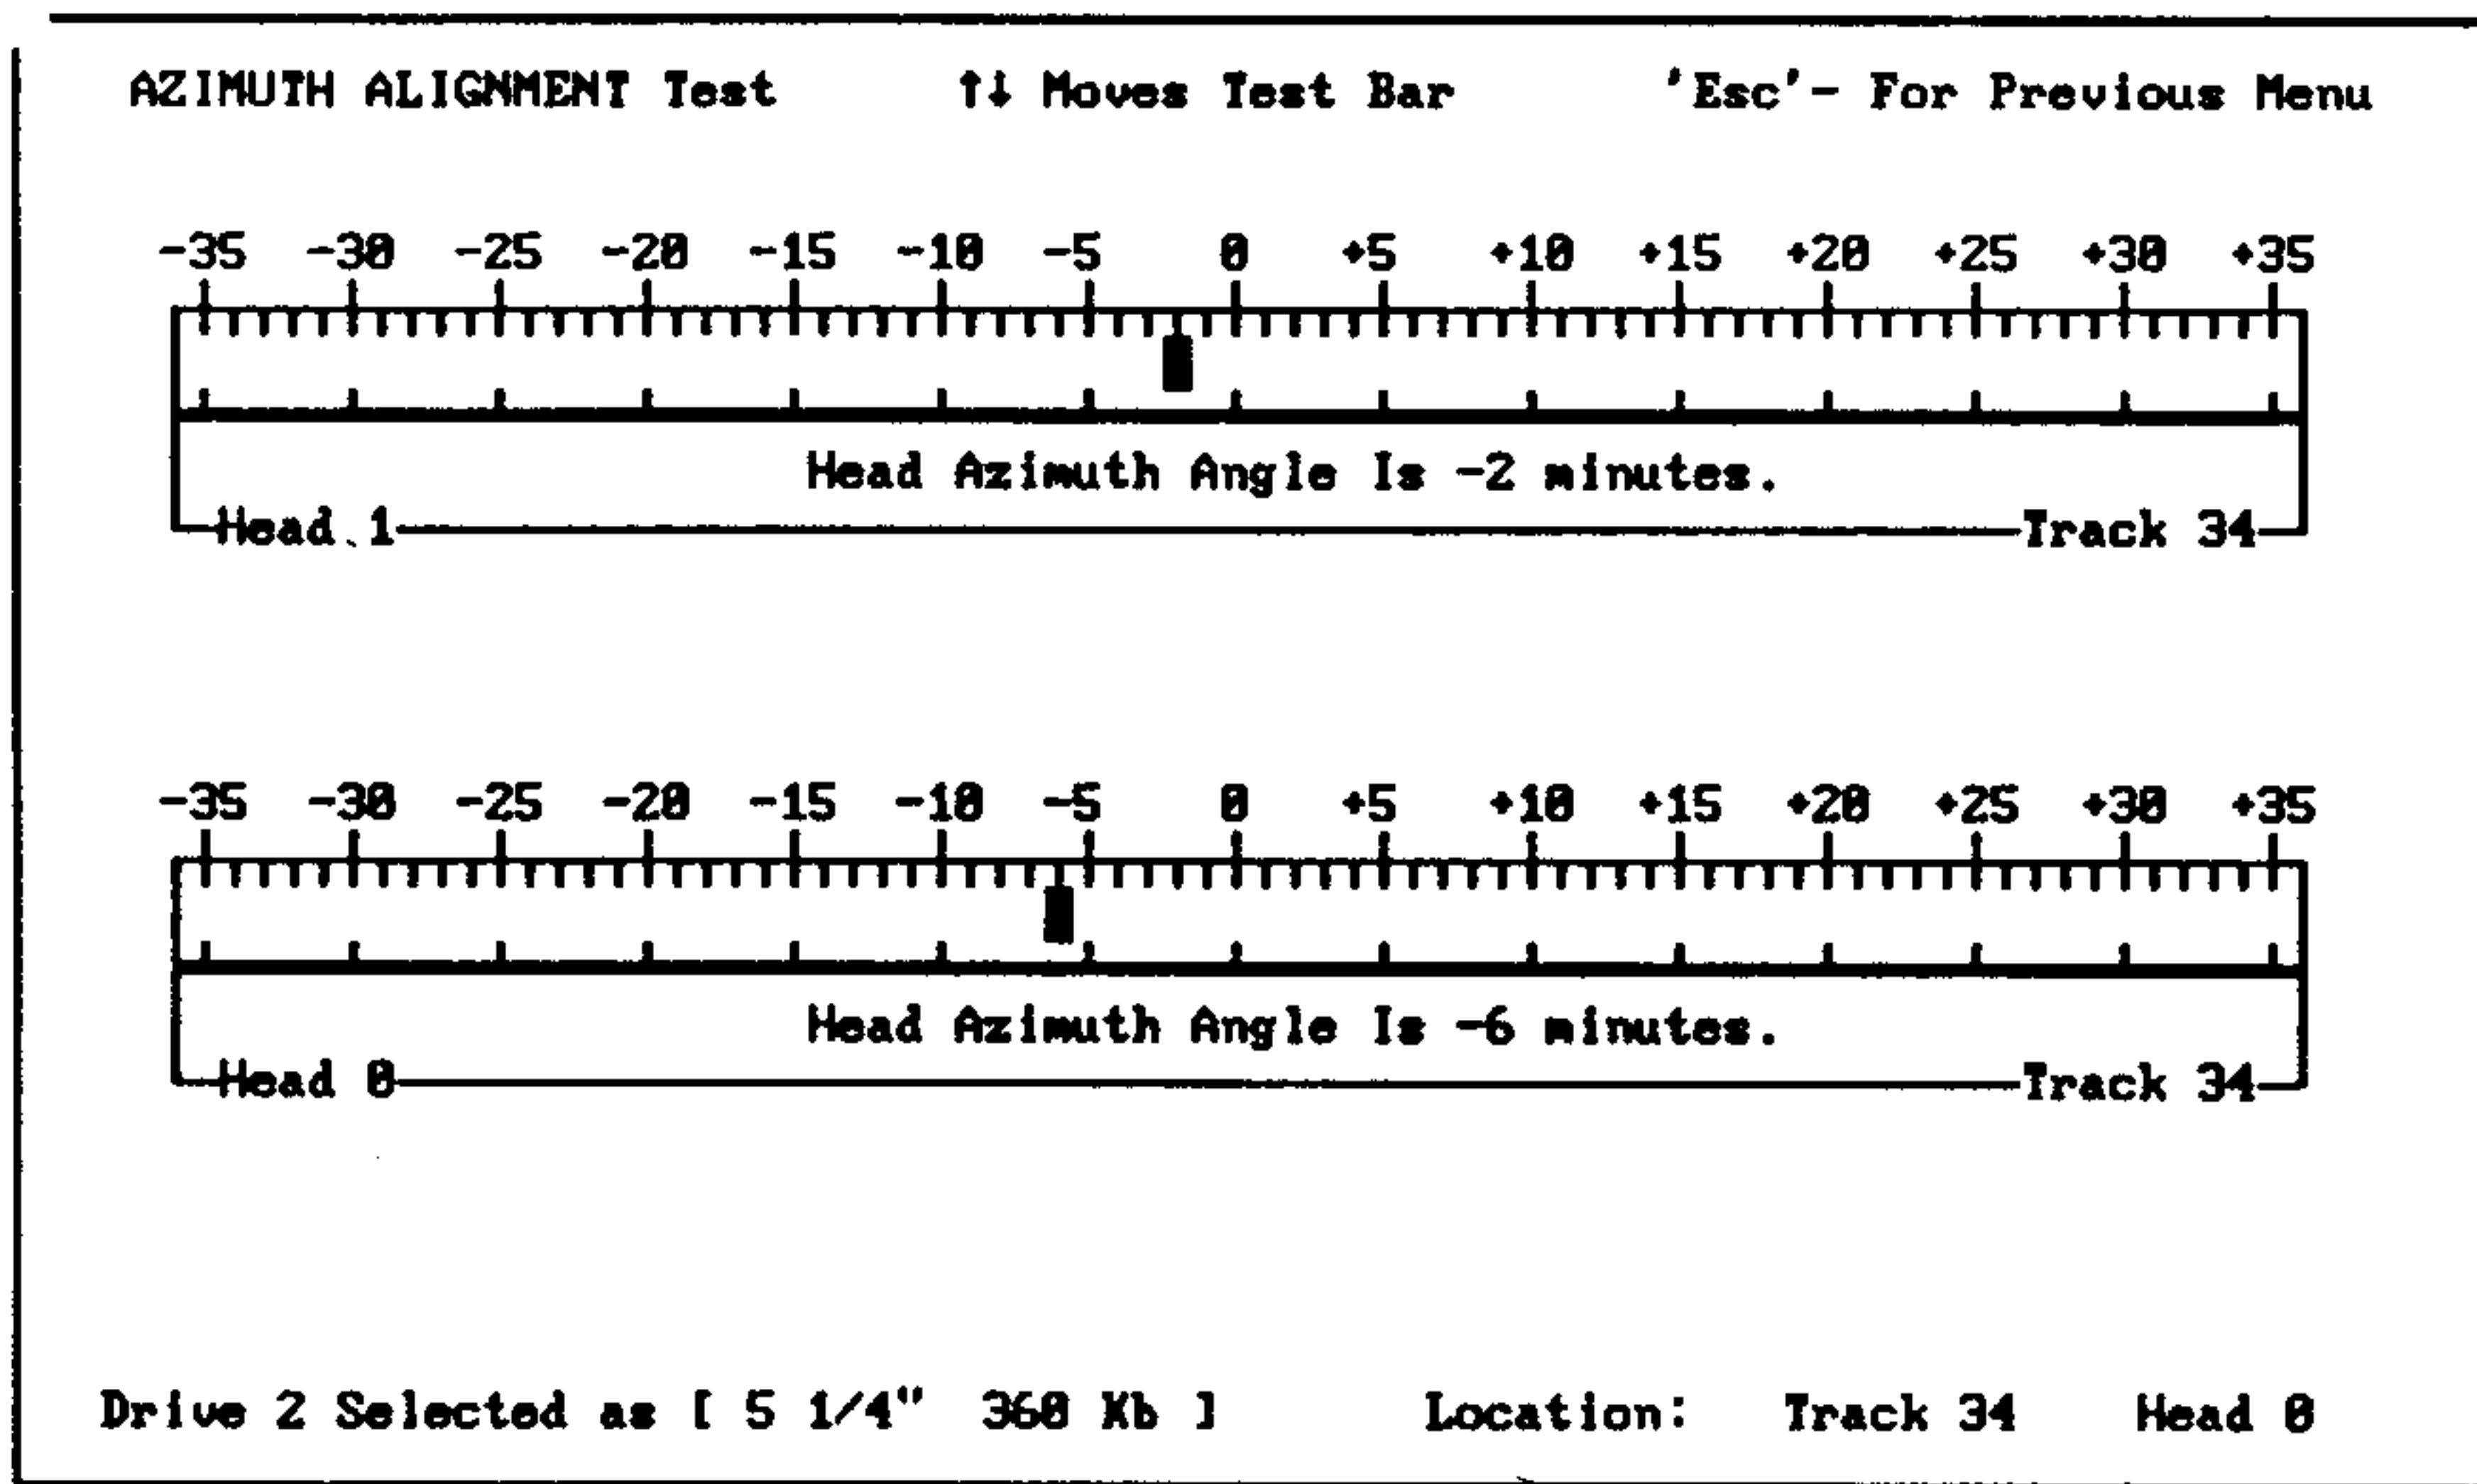 AZIMUTH ALIGNMENT Test ↑↓ Moves Test Bar 'Esc'- For Previous Menu
-35 -30 -25 -20 -15 -10 -5 0 +5 +10 +15 +20 +25 +30 +35
Head Azimuth Angle Is -2 minutes.
Head 1 Track 34
-35 -30 -25 -20 -15 -10 -5 0 +5 +10 +15 +20 +25 +30 +35
Head Azimuth Angle Is -6 minutes.
Head 0 Track 34
Drive 2 Selected as [ 5 1/4" 360 Kb ] Location: Track 34 Head 0